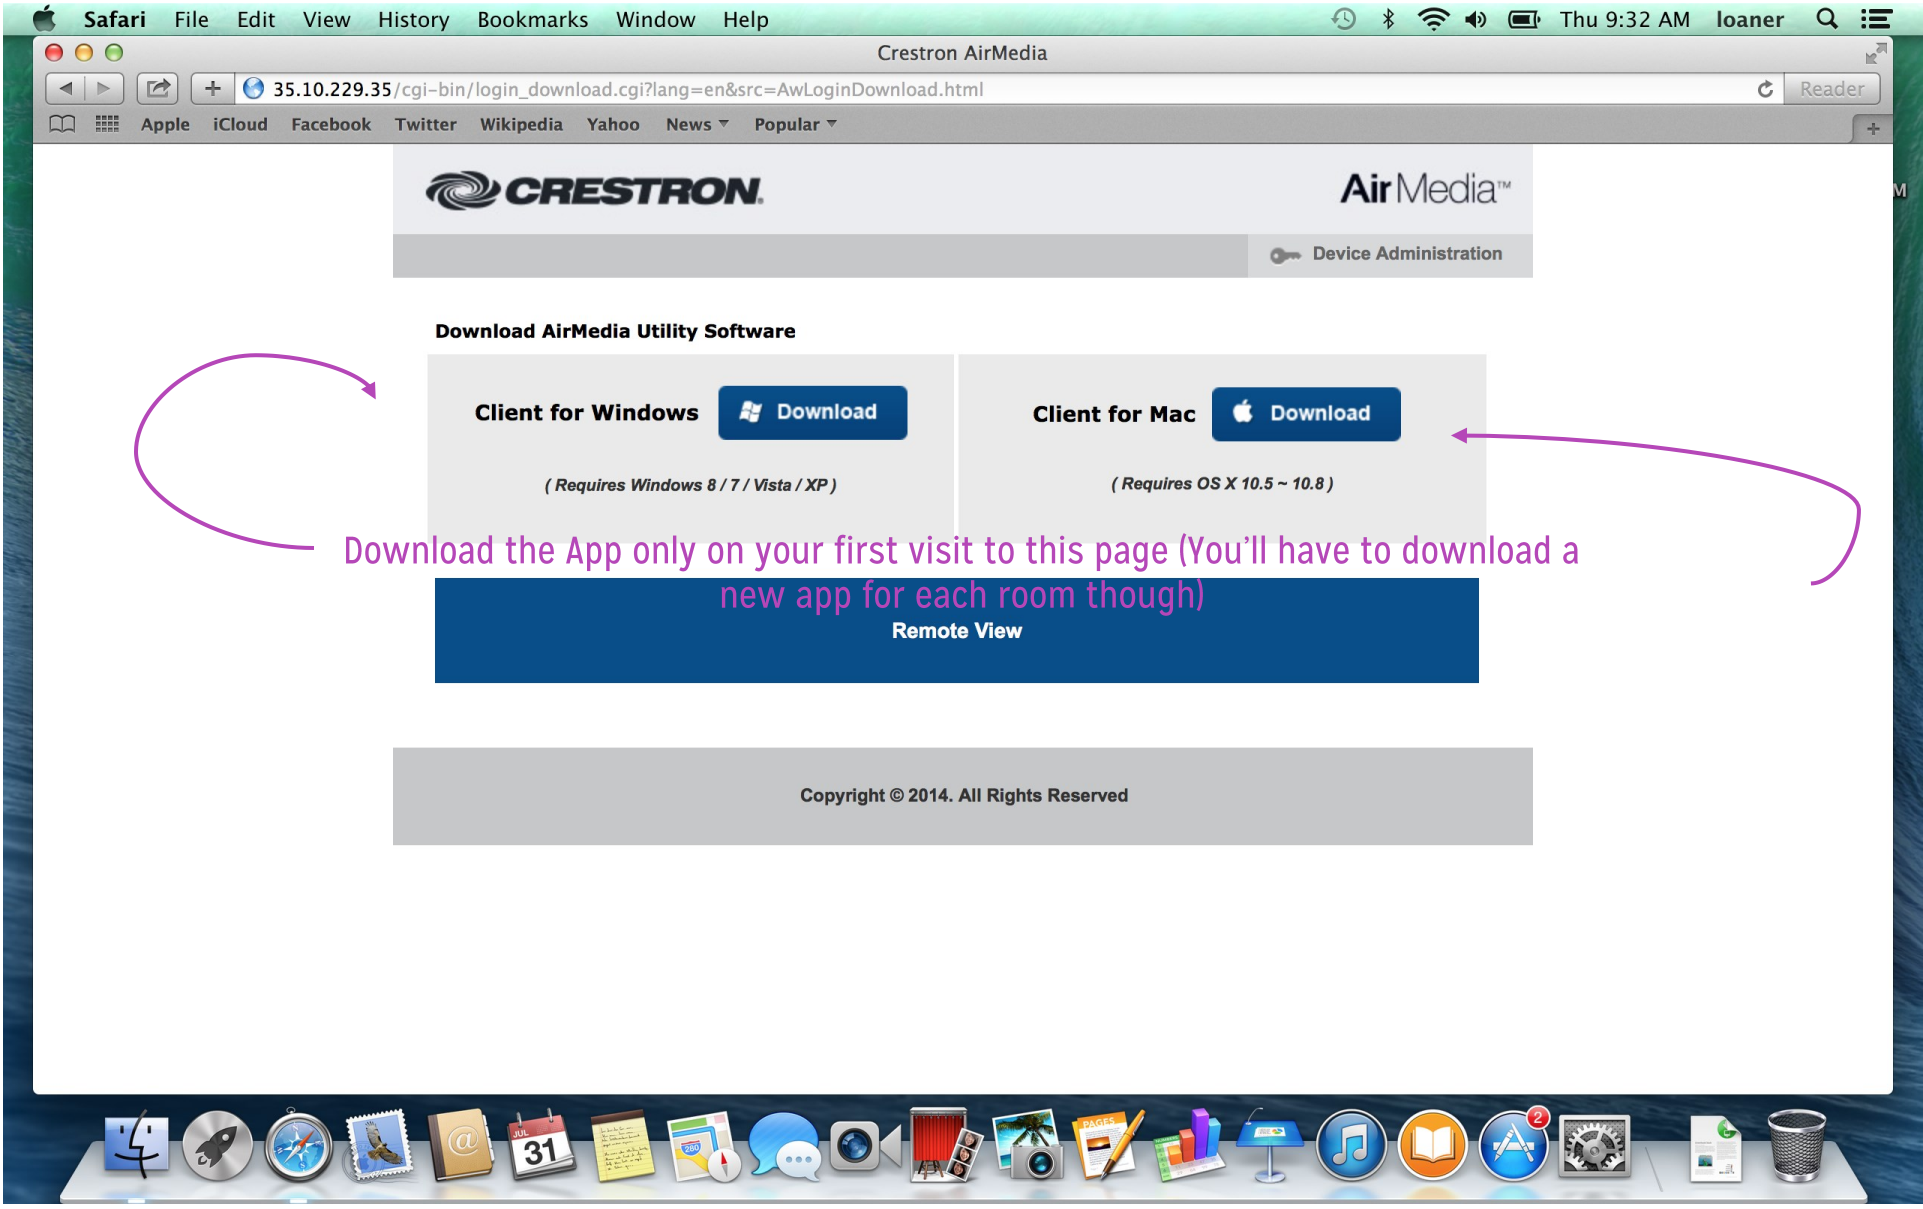 Safari File Edit View History Bookmarks Window Help Thu 9:32 AM loaner
Crestron AirMedia
35.10.229.35/cgi-bin/login_download.cgi?lang=en&src=AwLoginDownload.html Reader
Apple iCloud Facebook Twitter Wikipedia Yahoo News Popular
CRESTRON. AirMedia™
M
Device Administration
Download AirMedia Utility Software
Client for Windows Download Client for Mac Download
( Requires Windows 8 / 7 / Vista / XP ) ( Requires OS X 10.5 ~ 10.8 )
Download the App only on your first visit to this page (You'll have to download a
new app for each room though)
Remote View
Copyright © 2014. All Rights Reserved
JUL
31
280
PAGES
2